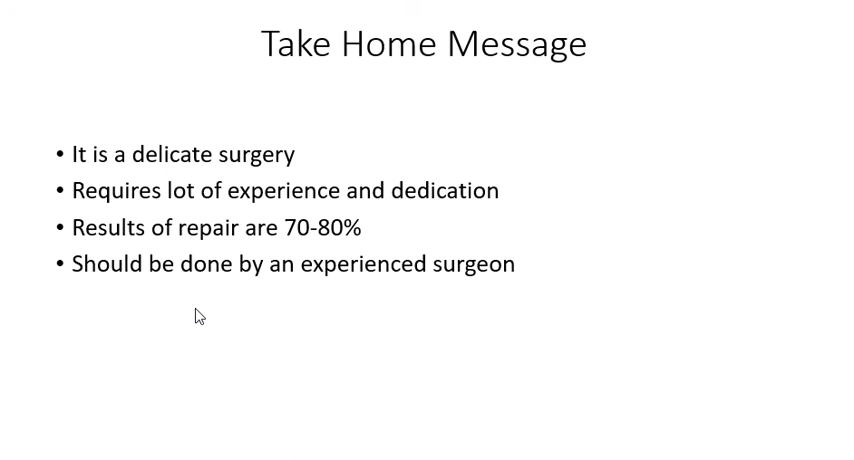 Take Home Message
• It is a delicate surgery
• Requires lot of experience and dedication
• Results of repair are 70-80%
• Should be done by an experienced surgeon